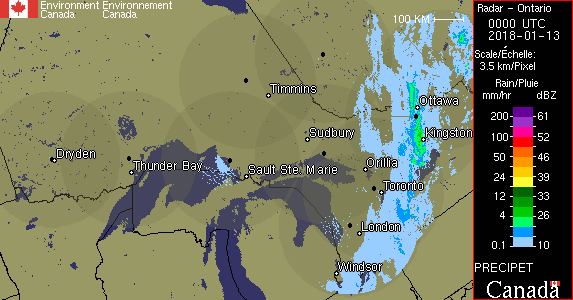 Environment Environnement
Canada Canada
100 KM
Timmins
Ottawa
Sudbury
Kingston
Dryden
Thunder Bay
Sault Ste. Marie
Orillia
Toronto
London
Windsor
Radar - Ontario
0000 UTC
2018-01-13
Scale/Échelle:
3.5 km/Pixel
Rain/Pluie
mm/hr dBZ
200 61
100 52
50 46
24 39
12 33
4 26
0.1 10
PRECIPET
Canada